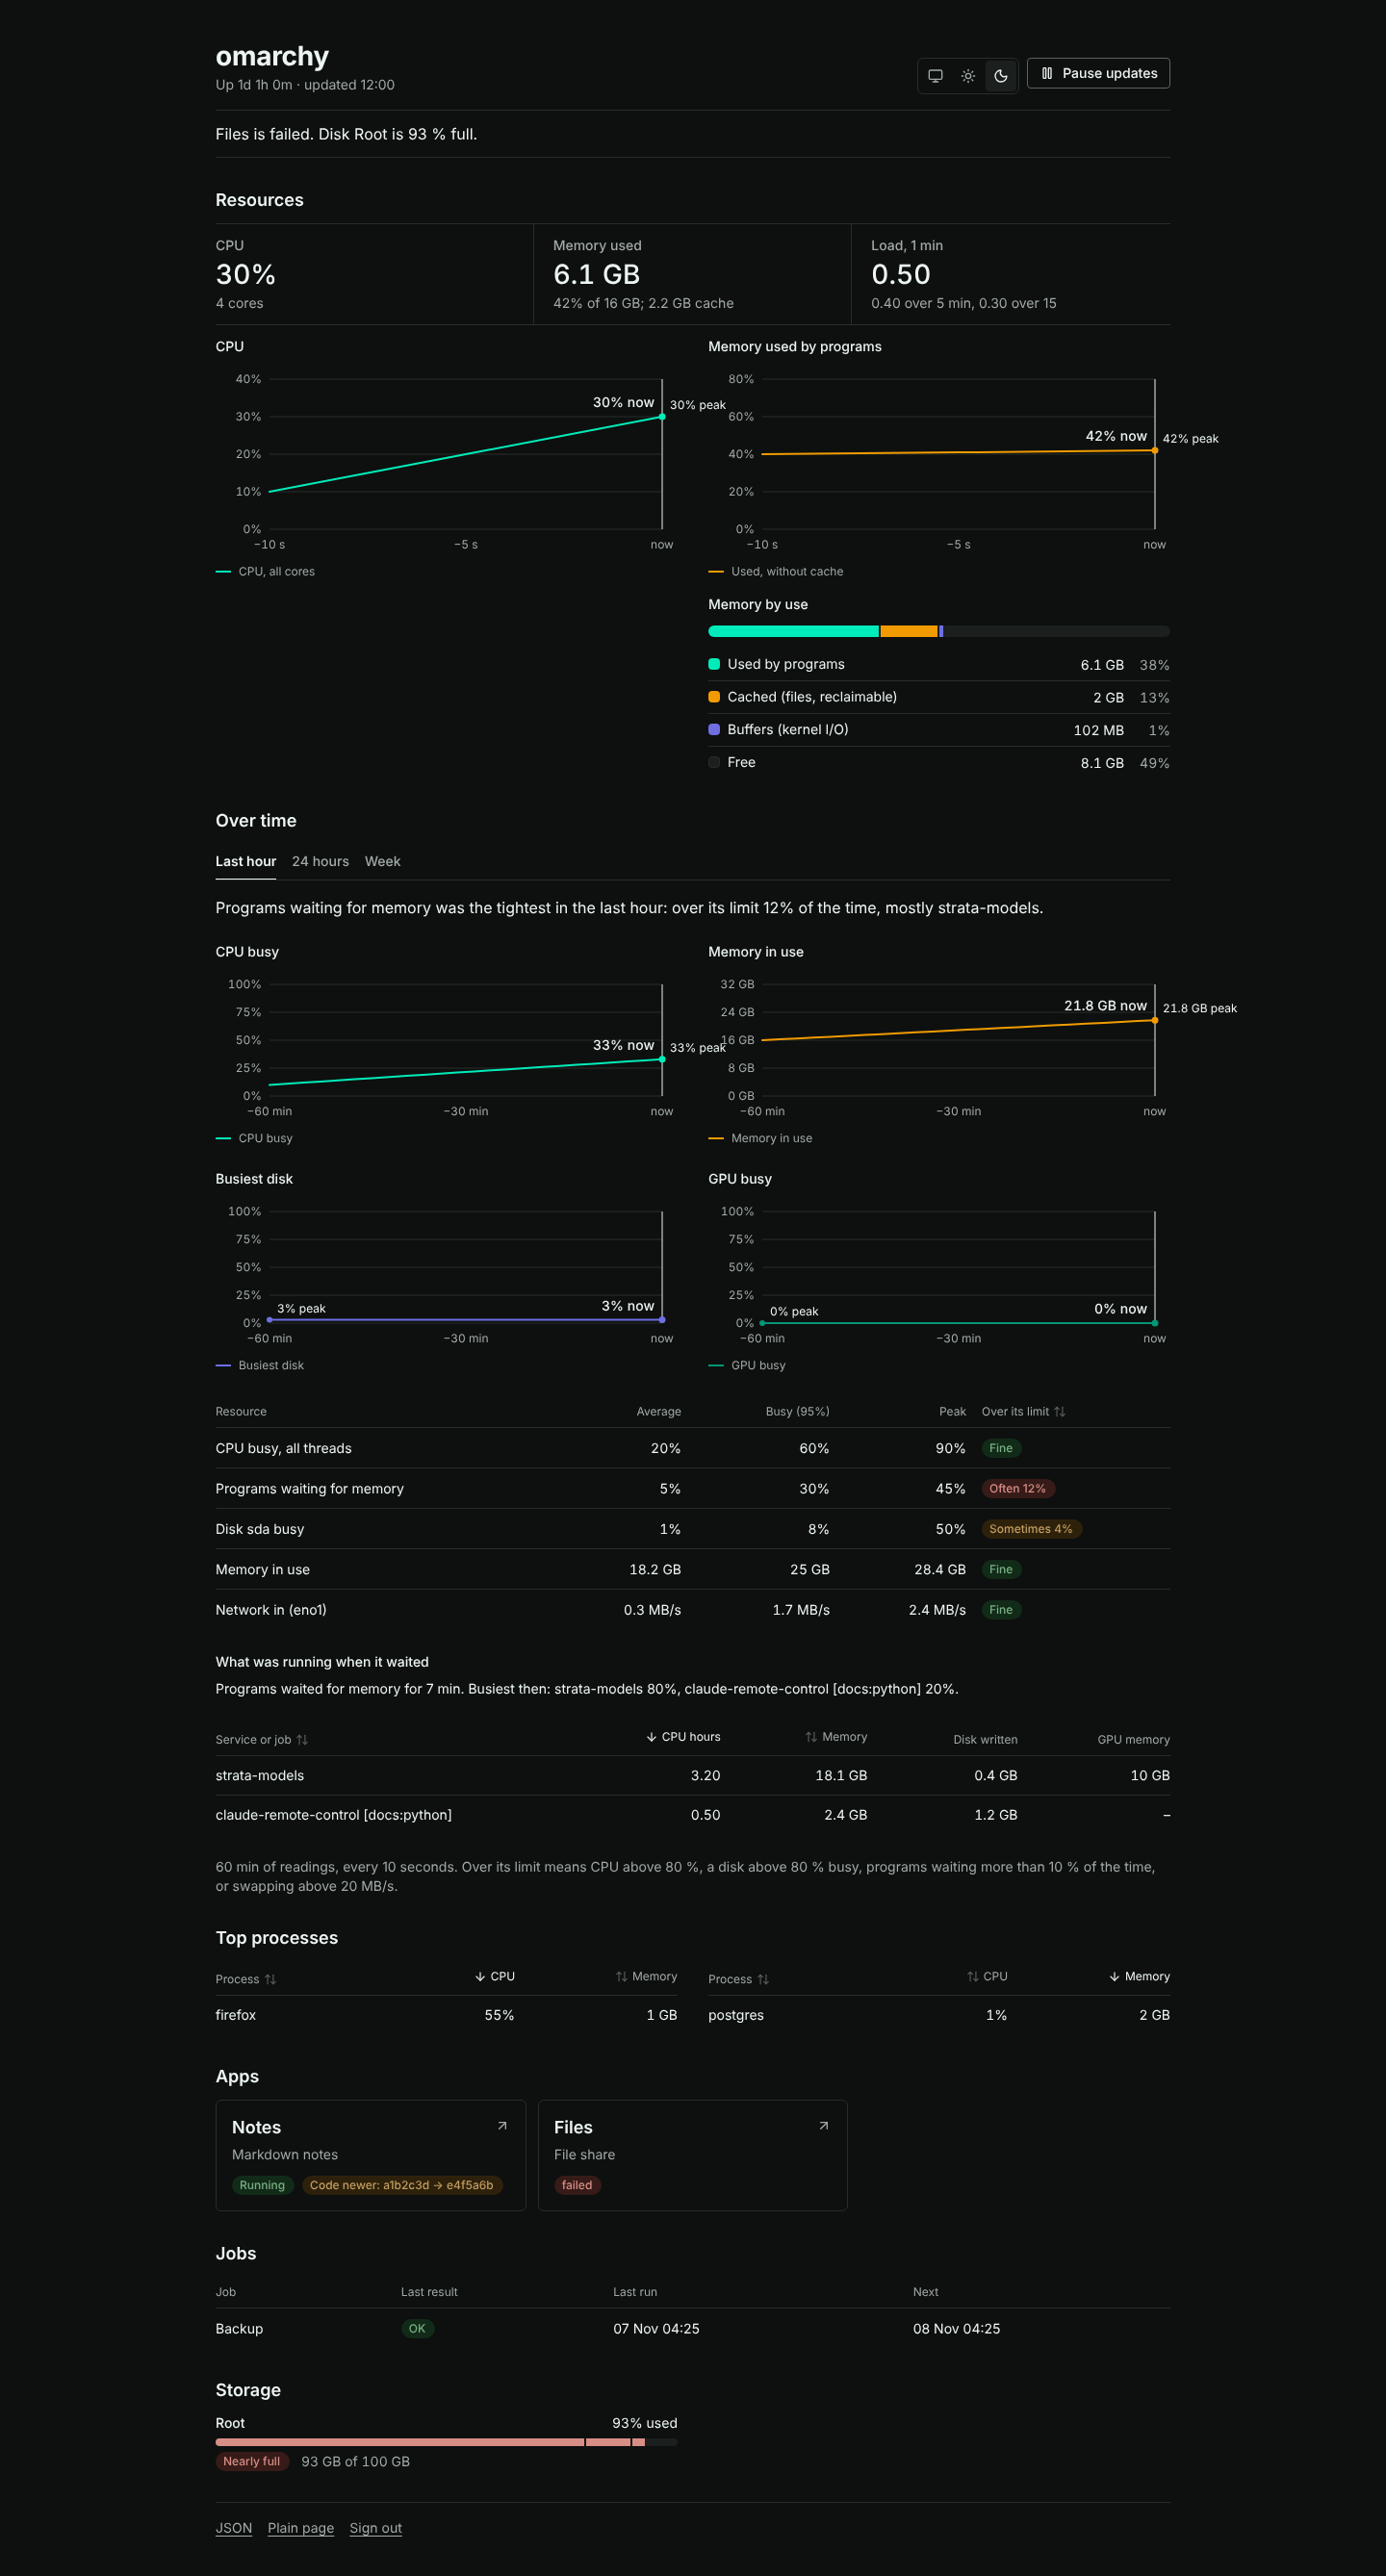 omarchy
Up 1d 1h 0m · updated 12:00
Pause updates
Files is failed. Disk Root is 93 % full.
Resources
CPU
30%
4 cores
Memory used
6.1 GB
42% of 16 GB; 2.2 GB cache
Load, 1 min
0.50
0.40 over 5 min, 0.30 over 15
CPU
40%
30%
20%
10%
0%
30% now
30% peak
−10 s
−5 s
now
CPU, all cores
Memory used by programs
80%
60%
40%
20%
0%
42% now
42% peak
−10 s
−5 s
now
Used, without cache
Memory by use
Used by programs 6.1 GB 38%
Cached (files, reclaimable) 2 GB 13%
Buffers (kernel I/O) 102 MB 1%
Free 8.1 GB 49%
Over time
Last hour 24 hours Week
Programs waiting for memory was the tightest in the last hour: over its limit 12% of the time, mostly strata-models.
CPU busy
100%
75%
50%
25%
0%
33% now
33% peak
−60 min
−30 min
now
CPU busy
Memory in use
32 GB
24 GB
16 GB
8 GB
0 GB
21.8 GB now
21.8 GB peak
−60 min
−30 min
now
Memory in use
Busiest disk
100%
75%
50%
25%
0%
3% peak
3% now
−60 min
−30 min
now
Busiest disk
GPU busy
100%
75%
50%
25%
0%
0% peak
0% now
−60 min
−30 min
now
GPU busy
Resource Average Busy (95%) Peak Over its limit
CPU busy, all threads 20% 60% 90% Fine
Programs waiting for memory 5% 30% 45% Often 12%
Disk sda busy 1% 8% 50% Sometimes 4%
Memory in use 18.2 GB 25 GB 28.4 GB Fine
Network in (eno1) 0.3 MB/s 1.7 MB/s 2.4 MB/s Fine
What was running when it waited
Programs waited for memory for 7 min. Busiest then: strata-models 80%, claude-remote-control [docs:python] 20%.
Service or job ↓ CPU hours Memory Disk written GPU memory
strata-models 3.20 18.1 GB 0.4 GB 10 GB
claude-remote-control [docs:python] 0.50 2.4 GB 1.2 GB –
60 min of readings, every 10 seconds. Over its limit means CPU above 80 %, a disk above 80 % busy, programs waiting more than 10 % of the time,
or swapping above 20 MB/s.
Top processes
Process ↓ CPU Memory
firefox 55% 1 GB
Process CPU ↓ Memory
postgres 1% 2 GB
Apps
Notes
Markdown notes
Running Code newer: a1b2c3d → e4f5a6b
Files
File share
failed
Jobs
Job Last result Last run Next
Backup OK 07 Nov 04:25 08 Nov 04:25
Storage
Root 93% used
Nearly full 93 GB of 100 GB
JSON Plain page Sign out